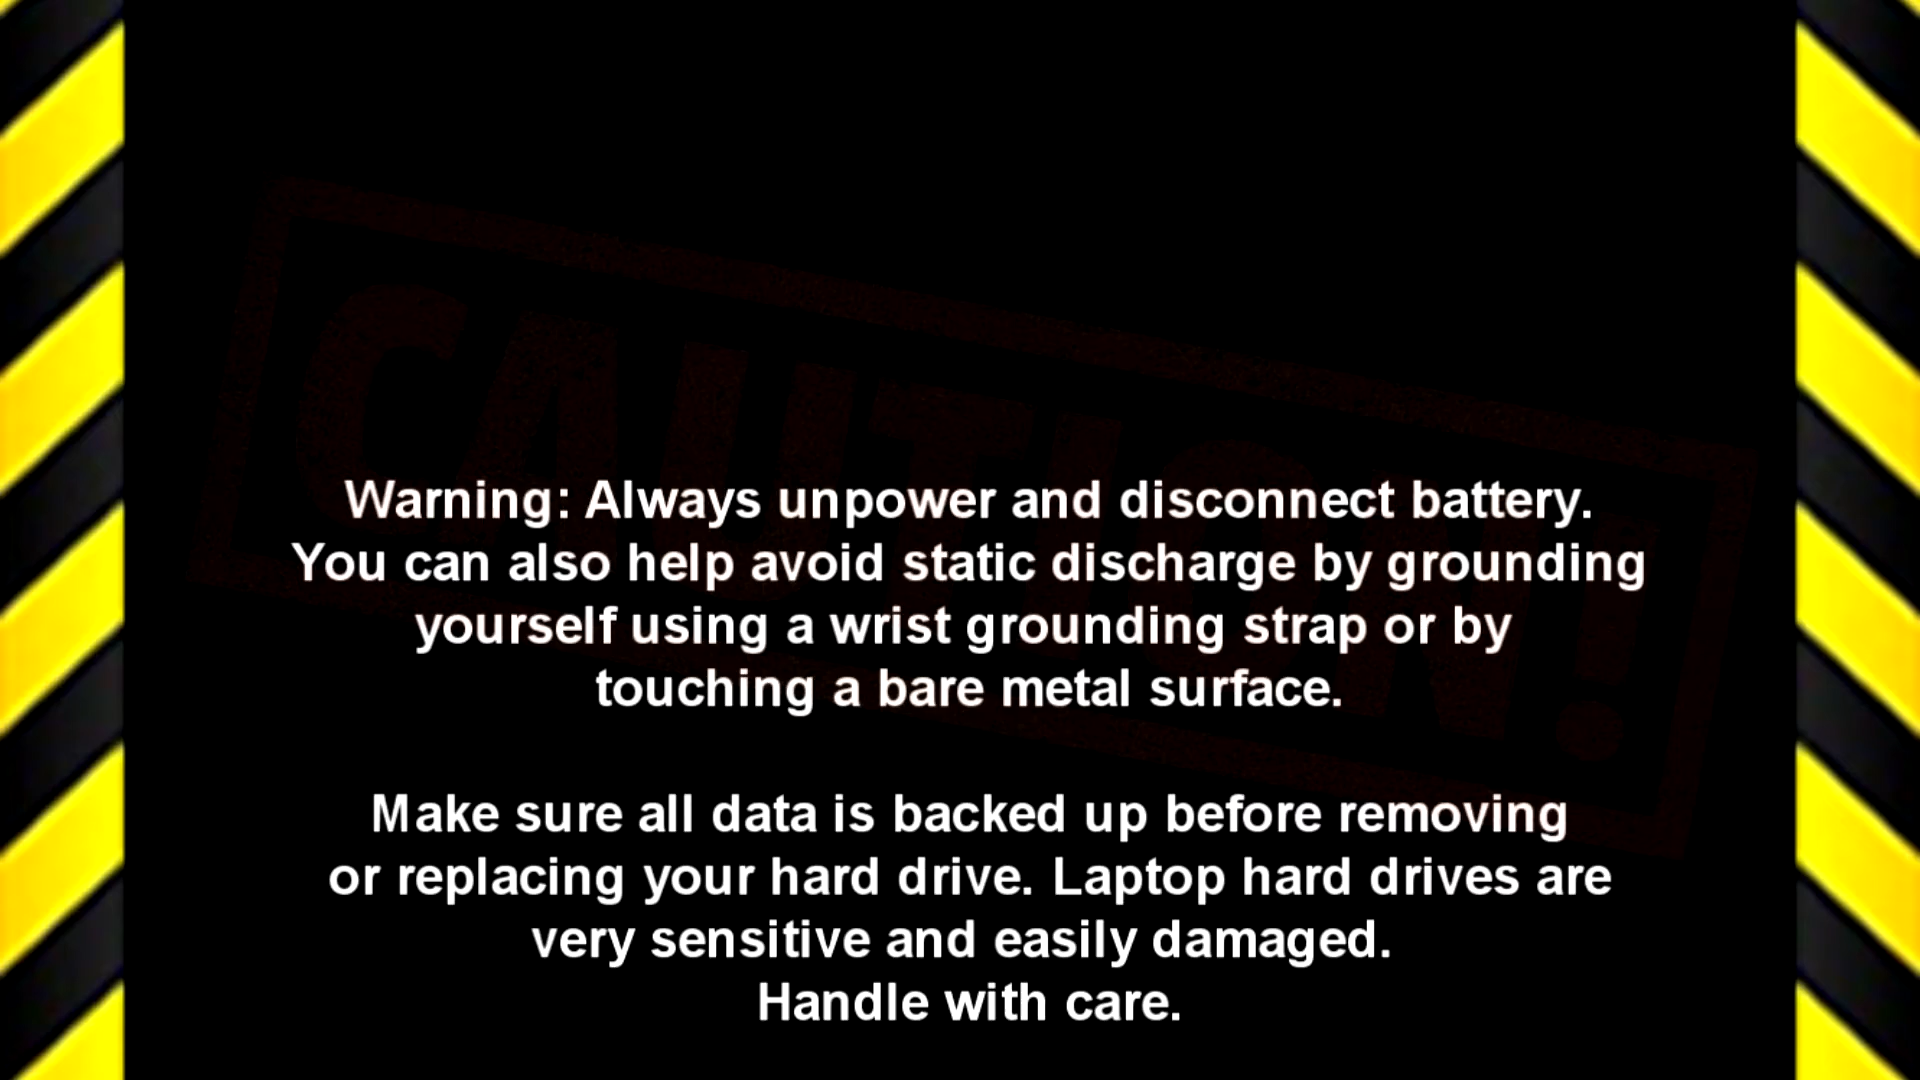 CAUTION!
Warning: Always unpower and disconnect battery.
You can also help avoid static discharge by grounding
yourself using a wrist grounding strap or by
touching a bare metal surface.
Make sure all data is backed up before removing
or replacing your hard drive. Laptop hard drives are
very sensitive and easily damaged.
Handle with care.